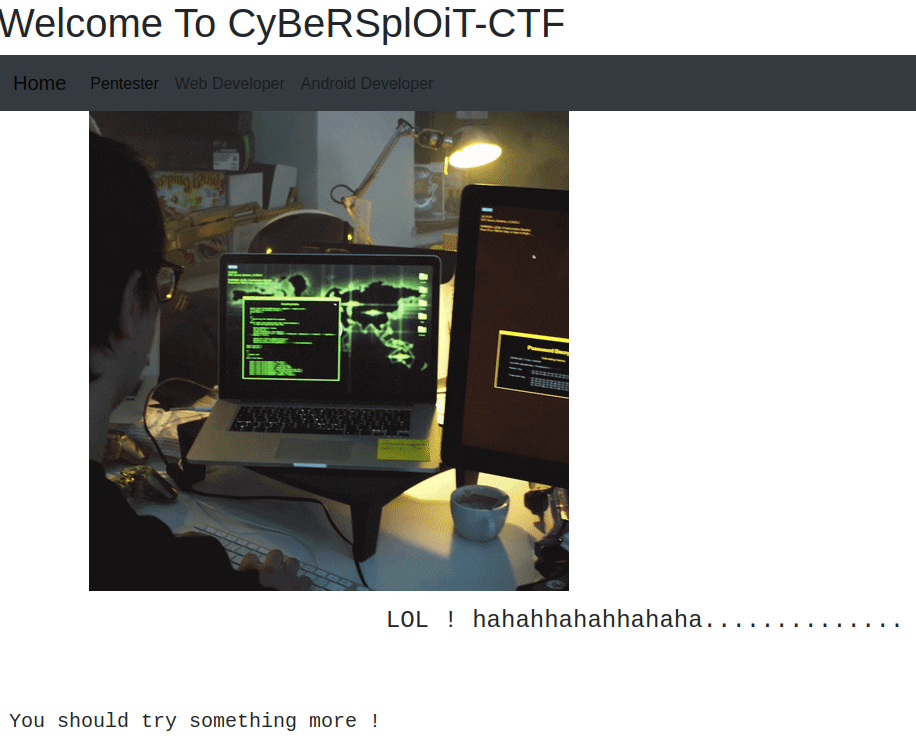 Welcome To CyBeRSplOiT-CTF
Home Pentester Web Developer Android Developer
LOL ! hahahhahahhahaha..............
You should try something more !